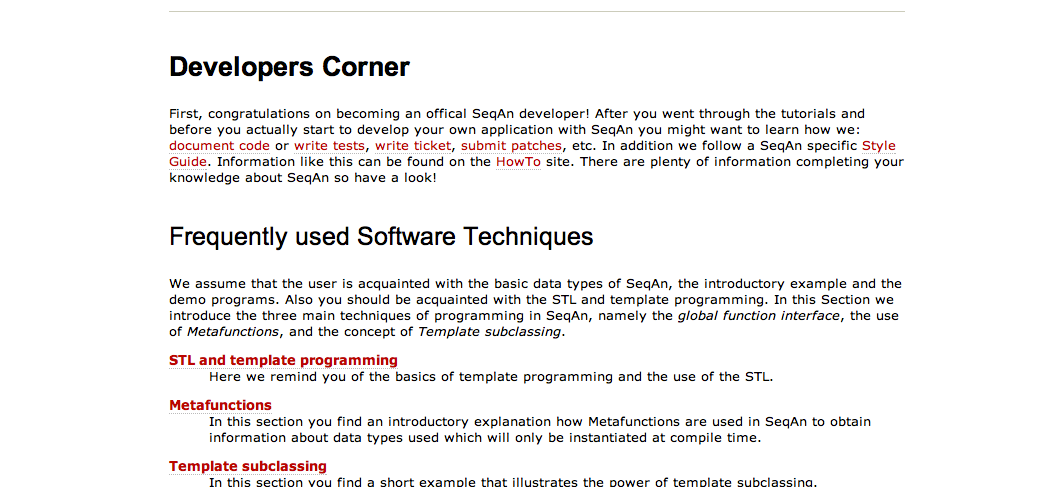 Developers Corner
First, congratulations on becoming an offical SeqAn developer! After you went through the tutorials and
before you actually start to develop your own application with SeqAn you might want to learn how we:
document code or write tests, write ticket, submit patches, etc. In addition we follow a SeqAn specific Style
Guide. Information like this can be found on the HowTo site. There are plenty of information completing your
knowledge about SeqAn so have a look!
Frequently used Software Techniques
We assume that the user is acquainted with the basic data types of SeqAn, the introductory example and the
demo programs. Also you should be acquainted with the STL and template programming. In this Section we
introduce the three main techniques of programming in SeqAn, namely the global function interface, the use
of Metafunctions, and the concept of Template subclassing.
STL and template programming
Here we remind you of the basics of template programming and the use of the STL.
Metafunctions
In this section you find an introductory explanation how Metafunctions are used in SeqAn to obtain
information about data types used which will only be instantiated at compile time.
Template subclassing
In this section you find a short example that illustrates the power of template subclassing.